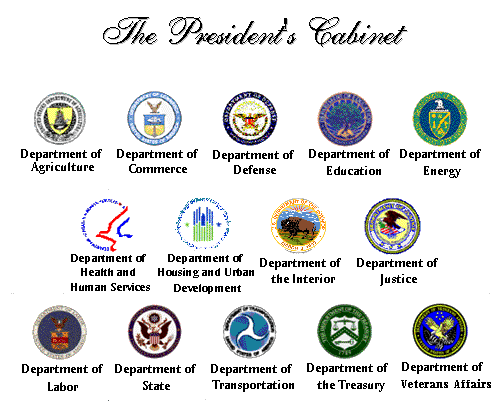 The President's Cabinet
Department of Agriculture
Department of Commerce
Department of Defense
Department of Education
Department of Energy
Department of Health and Human Services
Department of Housing and Urban Development
Department of the Interior
Department of Justice
Department of Labor
Department of State
Department of Transportation
Department of the Treasury
Department of Veterans Affairs